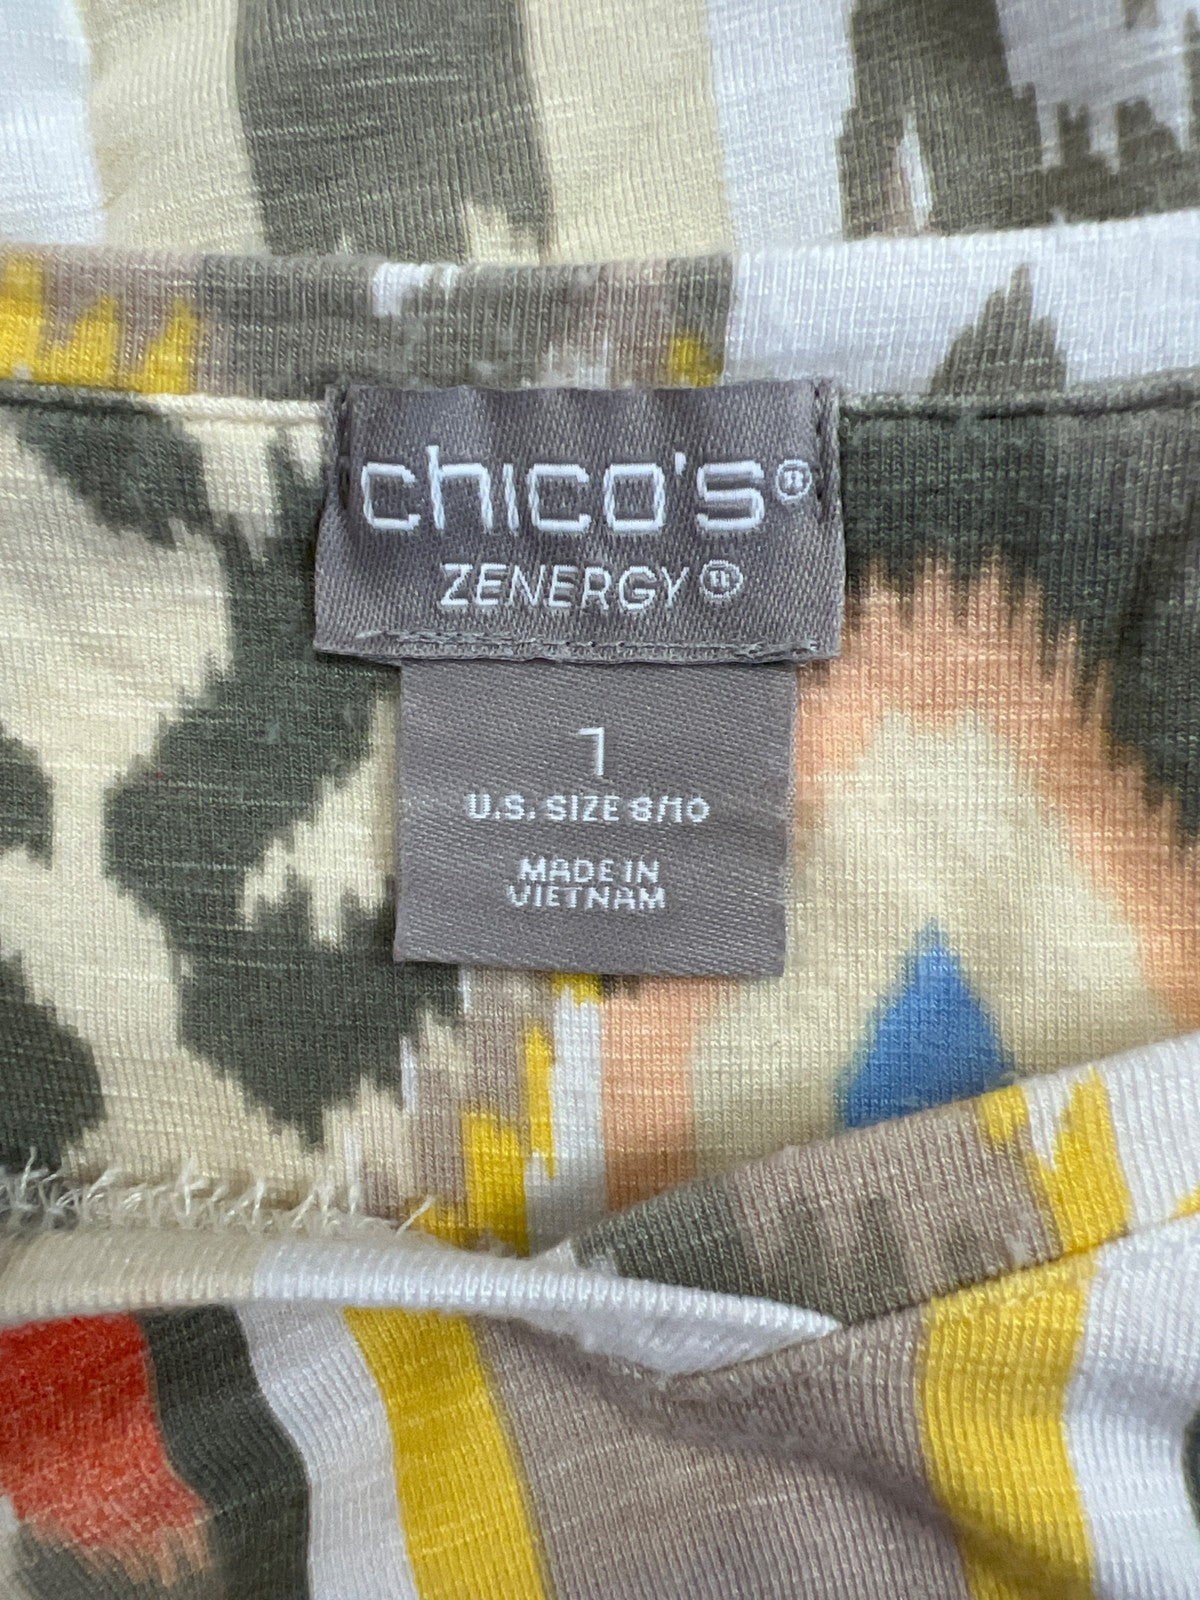 chico's®
ZENERGY®
1
U.S. SIZE 8/10
MADE IN
VIETNAM